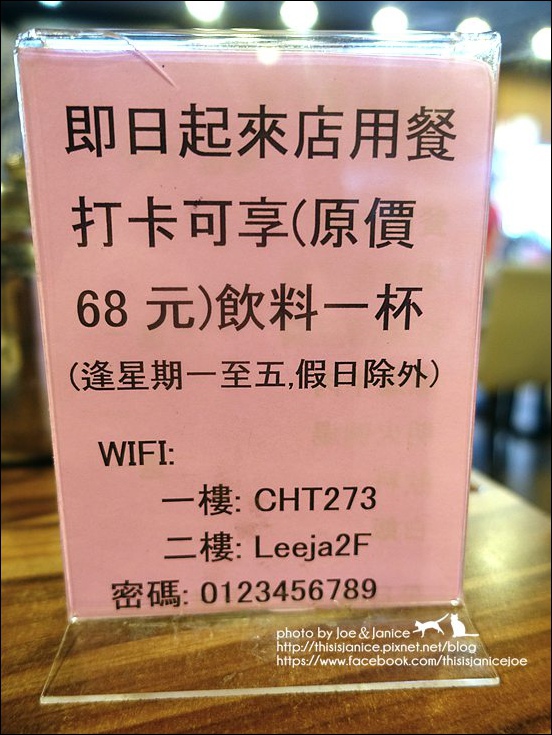 即日起來店用餐
打卡可享(原價
68 元)飲料一杯
(逢星期一至五,假日除外)
WIFI:
一樓: CHT273
二樓: Leeja2F
密碼: 0123456789
photo by Joe & Janice
http://thisisjanice.pixnet.net/blog
https://www.facebook.com/thisisjanicejoe